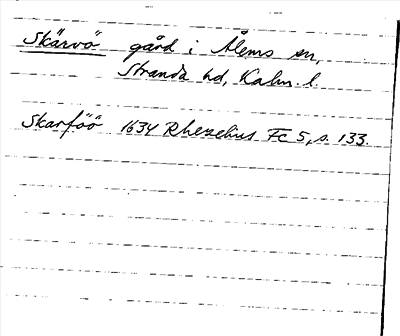 Skärvö gård i Ålems sn,
Stranda hd, Kalm. l.
Skarföö 1634 Rhezelius Fc 5, s. 133.